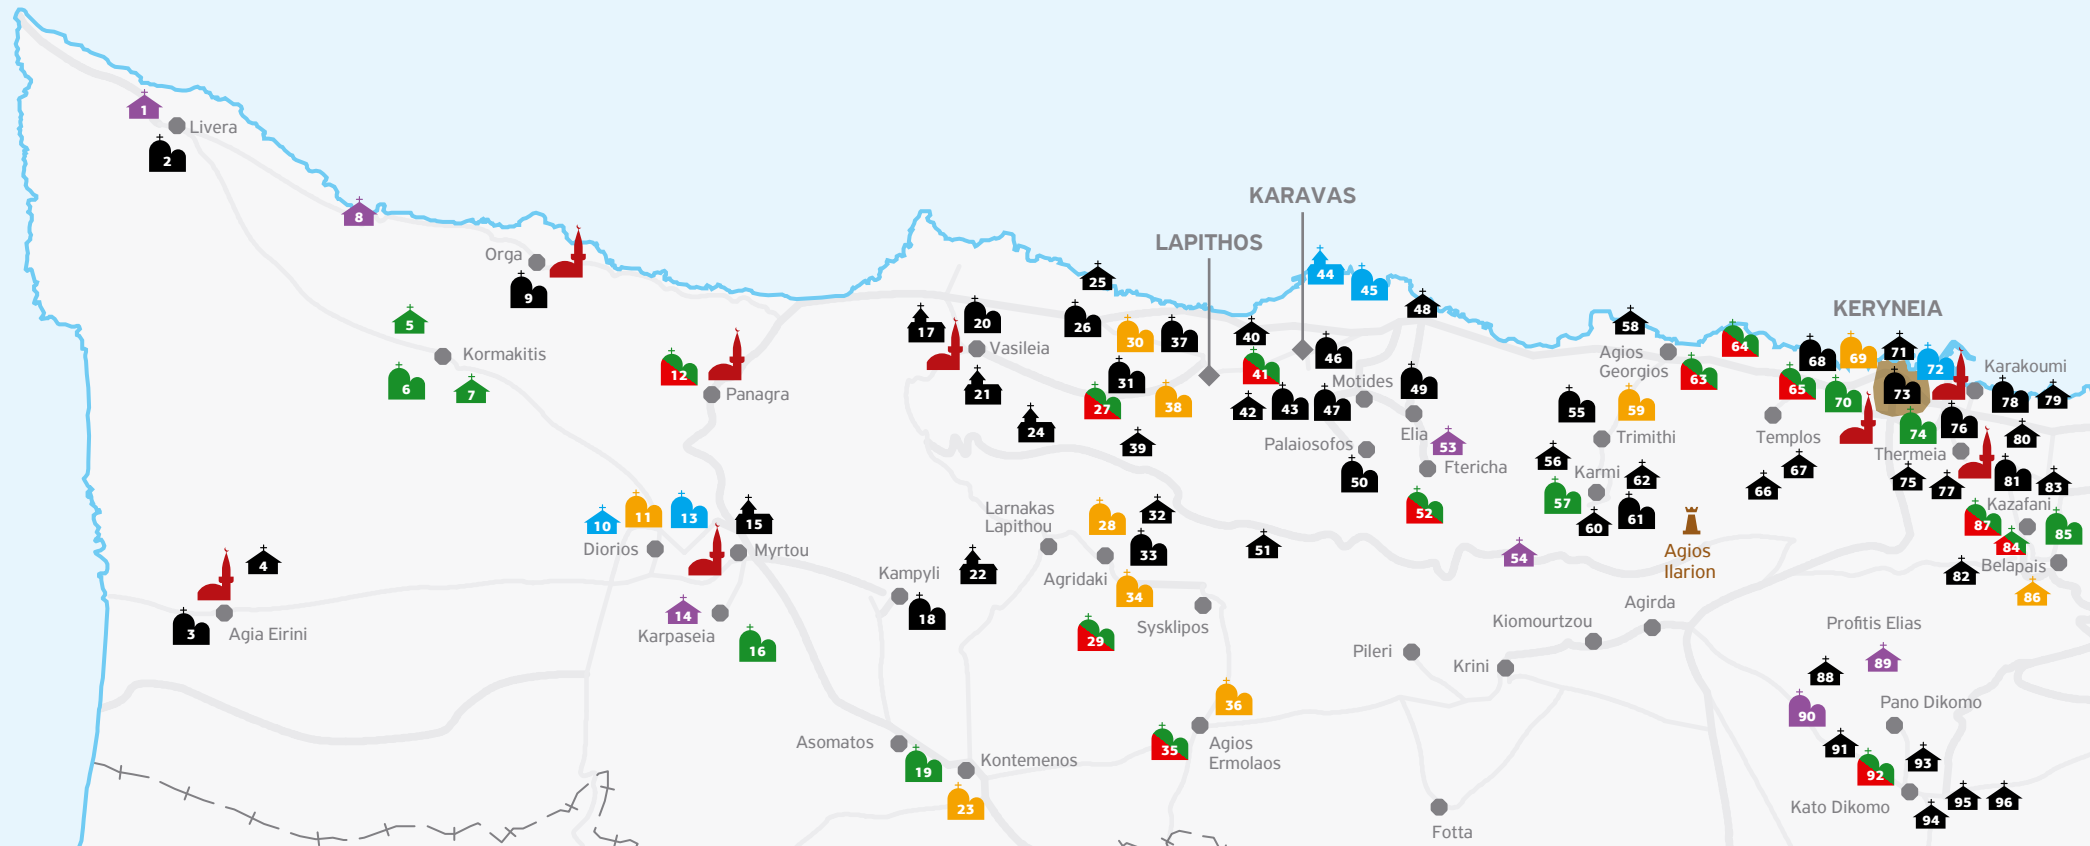 1
Livera
2
KARAVAS
8
LAPITHOS
Orga
9
25
44
45
KERYNEIA
5
Kormakitis
6
7
12
Panagra
17
20
Vasileia
21
24
26
30
37
31
27
38
39
40
41
42
43
46
Motides
47
48
49
Elia
Palaiosofos
50
53
Ftericha
52
58
Agios
Georgios
64
63
55
59
Trimithi
56
Karmi
62
57
60
61
68
69
71
72
Karakoumi
65
70
73
78
79
Templos
74
76
80
Thermeia
67
66
75
77
81
83
Kazafani
87
85
84
82
Belapais
86
10
11
13
15
Diorios
Myrtou
4
3
Agia Eirini
14
Karpaseia
16
Kampyli
22
18
Larnakas
Lapithou
28
32
33
Agridaki
34
29
Sysklipos
51
54
Agios
Ilarion
Agirda
Kiomourtzou
Pileri
Krini
Profitis Elias
89
88
90
Pano Dikomo
91
92
93
Kato Dikomo
95
96
94
36
35
Agios
Ermolaos
Asomatos
19
Kontemenos
23
Fotta